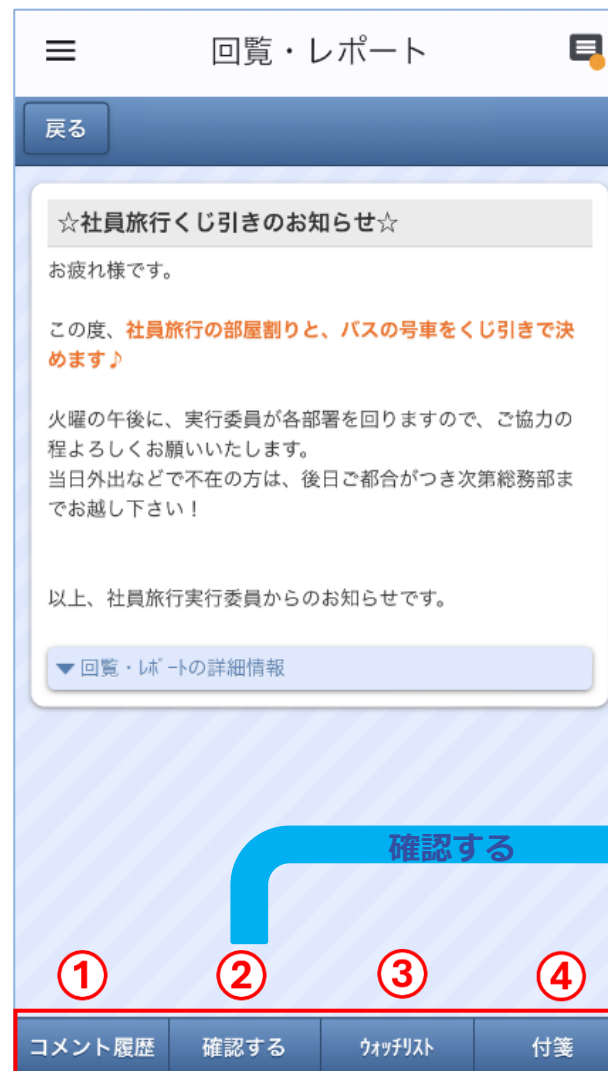 回覧・レポート
戻る
☆社員旅行くじ引きのお知らせ☆
お疲れ様です。
この度、社員旅行の部屋割りと、バスの号車をくじ引きで決
めます♪
火曜の午後に、実行委員が各部署を回りますので、ご協力の
程よろしくお願いいたします。
当日外出などで不在の方は、後日ご都合がつき次第総務部ま
でお越し下さい！
以上、社員旅行実行委員からのお知らせです。
▼回覧・ﾚﾎﾟｰﾄの詳細情報
確認する
① ② ③ ④
コメント履歴 確認する ｳｫｯﾁﾘｽﾄ 付箋